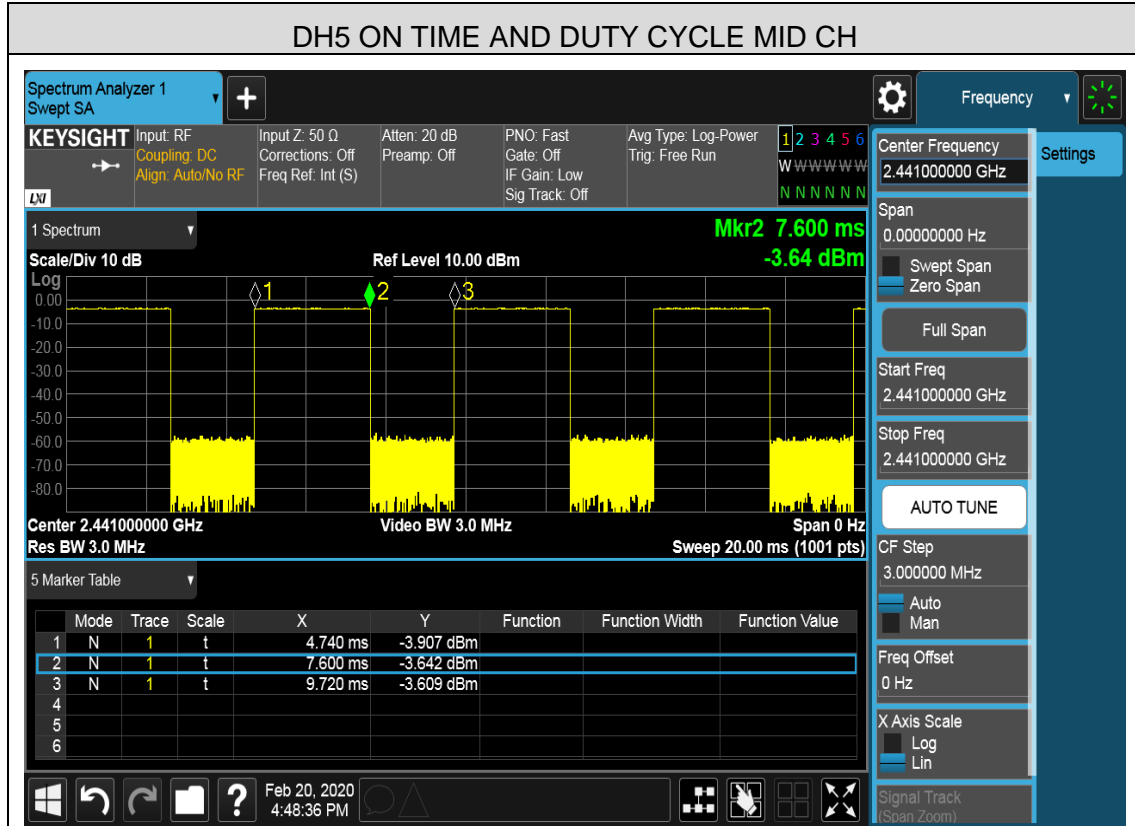 DH5 ON TIME AND DUTY CYCLE MID CH
Spectrum Analyzer 1
Swept SA
+
Frequency
KEYSIGHT
LXI
Input: RF
Coupling: DC
Align: Auto/No RF
Input Z: 50 Ω
Corrections: Off
Freq Ref: Int (S)
Atten: 20 dB
Preamp: Off
PNO: Fast
Gate: Off
IF Gain: Low
Sig Track: Off
Avg Type: Log-Power
Trig: Free Run
1 2 3 4 5 6
W W W W W W
N N N N N N
1 Spectrum
Mkr2 7.600 ms
-3.64 dBm
Scale/Div 10 dB
Ref Level 10.00 dBm
Log
0.00
-10.0
-20.0
-30.0
-40.0
-50.0
-60.0
-70.0
-80.0
1
2
3
Center 2.441000000 GHz
Video BW 3.0 MHz
Span 0 Hz
Res BW 3.0 MHz
Sweep 20.00 ms (1001 pts)
5 Marker Table
Mode Trace Scale X Y Function Function Width Function Value
1 N 1 t 4.740 ms -3.907 dBm
2 N 1 t 7.600 ms -3.642 dBm
3 N 1 t 9.720 ms -3.609 dBm
4
5
6
?
Feb 20, 2020
4:48:36 PM
Settings
Center Frequency
2.441000000 GHz
Span
0.00000000 Hz
Swept Span
Zero Span
Full Span
Start Freq
2.441000000 GHz
Stop Freq
2.441000000 GHz
AUTO TUNE
CF Step
3.000000 MHz
Auto
Man
Freq Offset
0 Hz
X Axis Scale
Log
Lin
Signal Track
(Span Zoom)